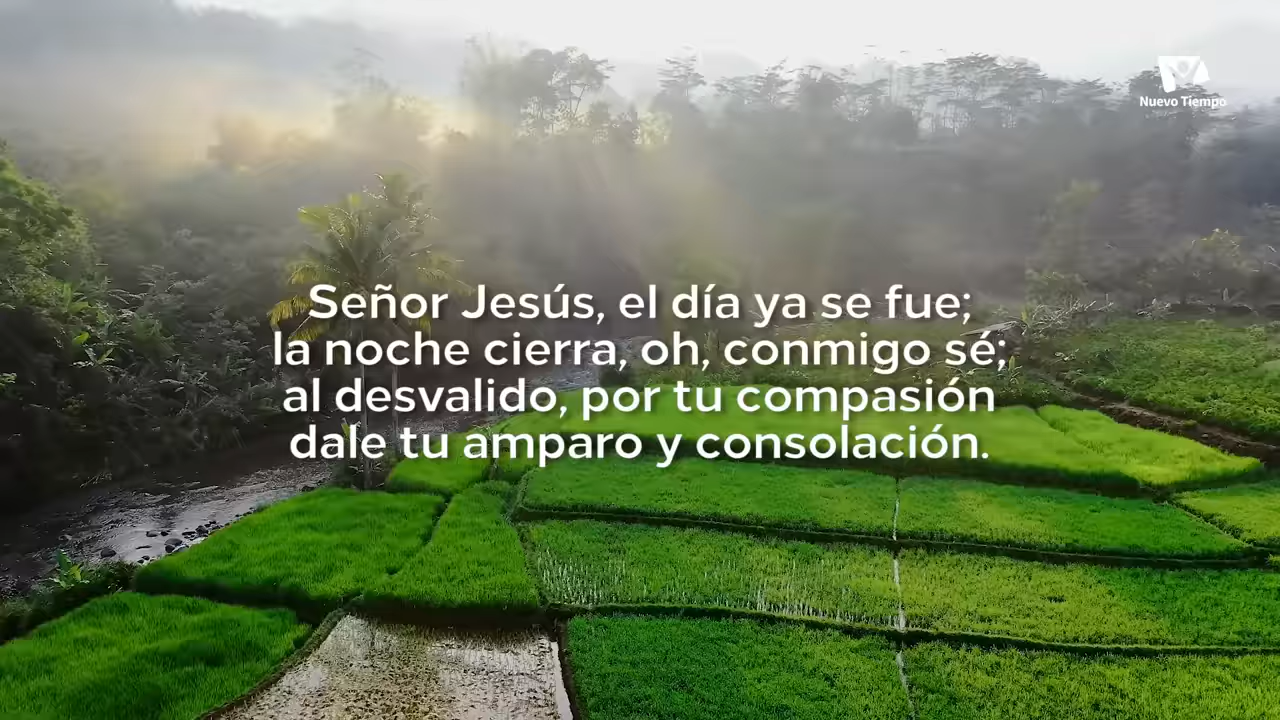 Nuevo Tiempo
Señor Jesús, el día ya se fue;
la noche cierra, oh, conmigo sé;
al desvalido, por tu compasión
dale tu amparo y consolación.